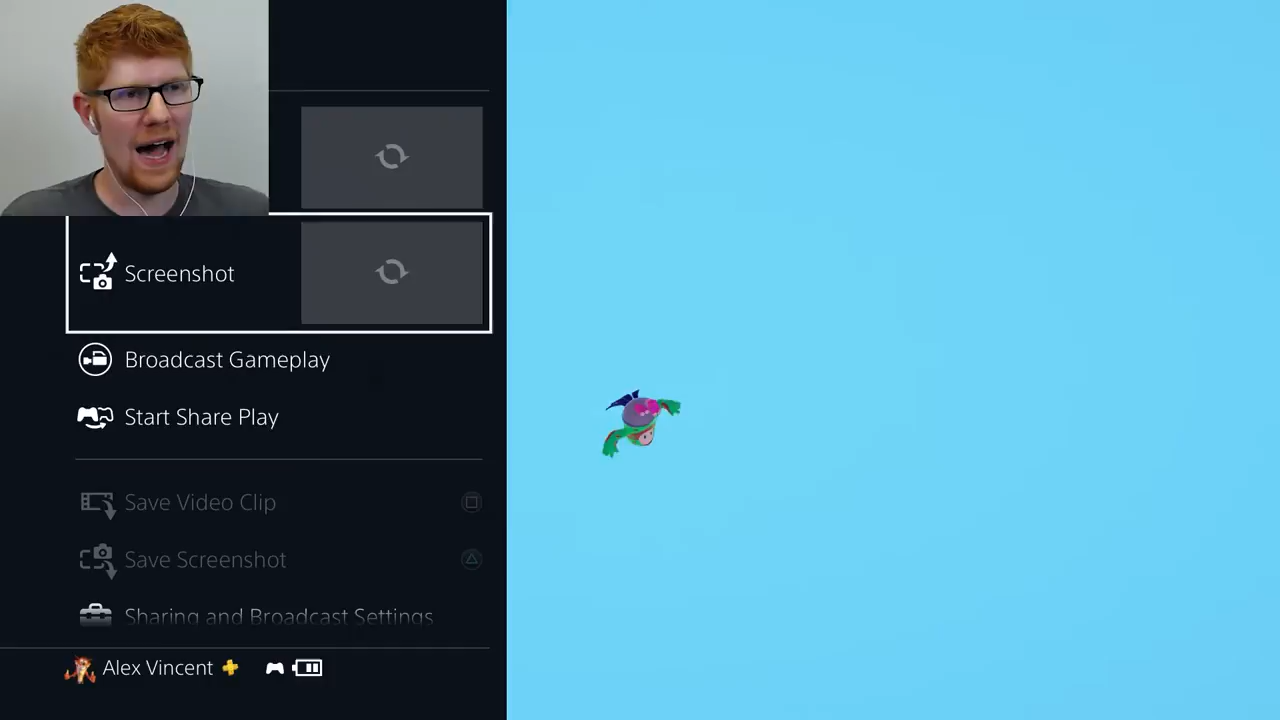 Screenshot
Broadcast Gameplay
Start Share Play
Save Video Clip
Save Screenshot
Sharing and Broadcast Settings
Alex Vincent